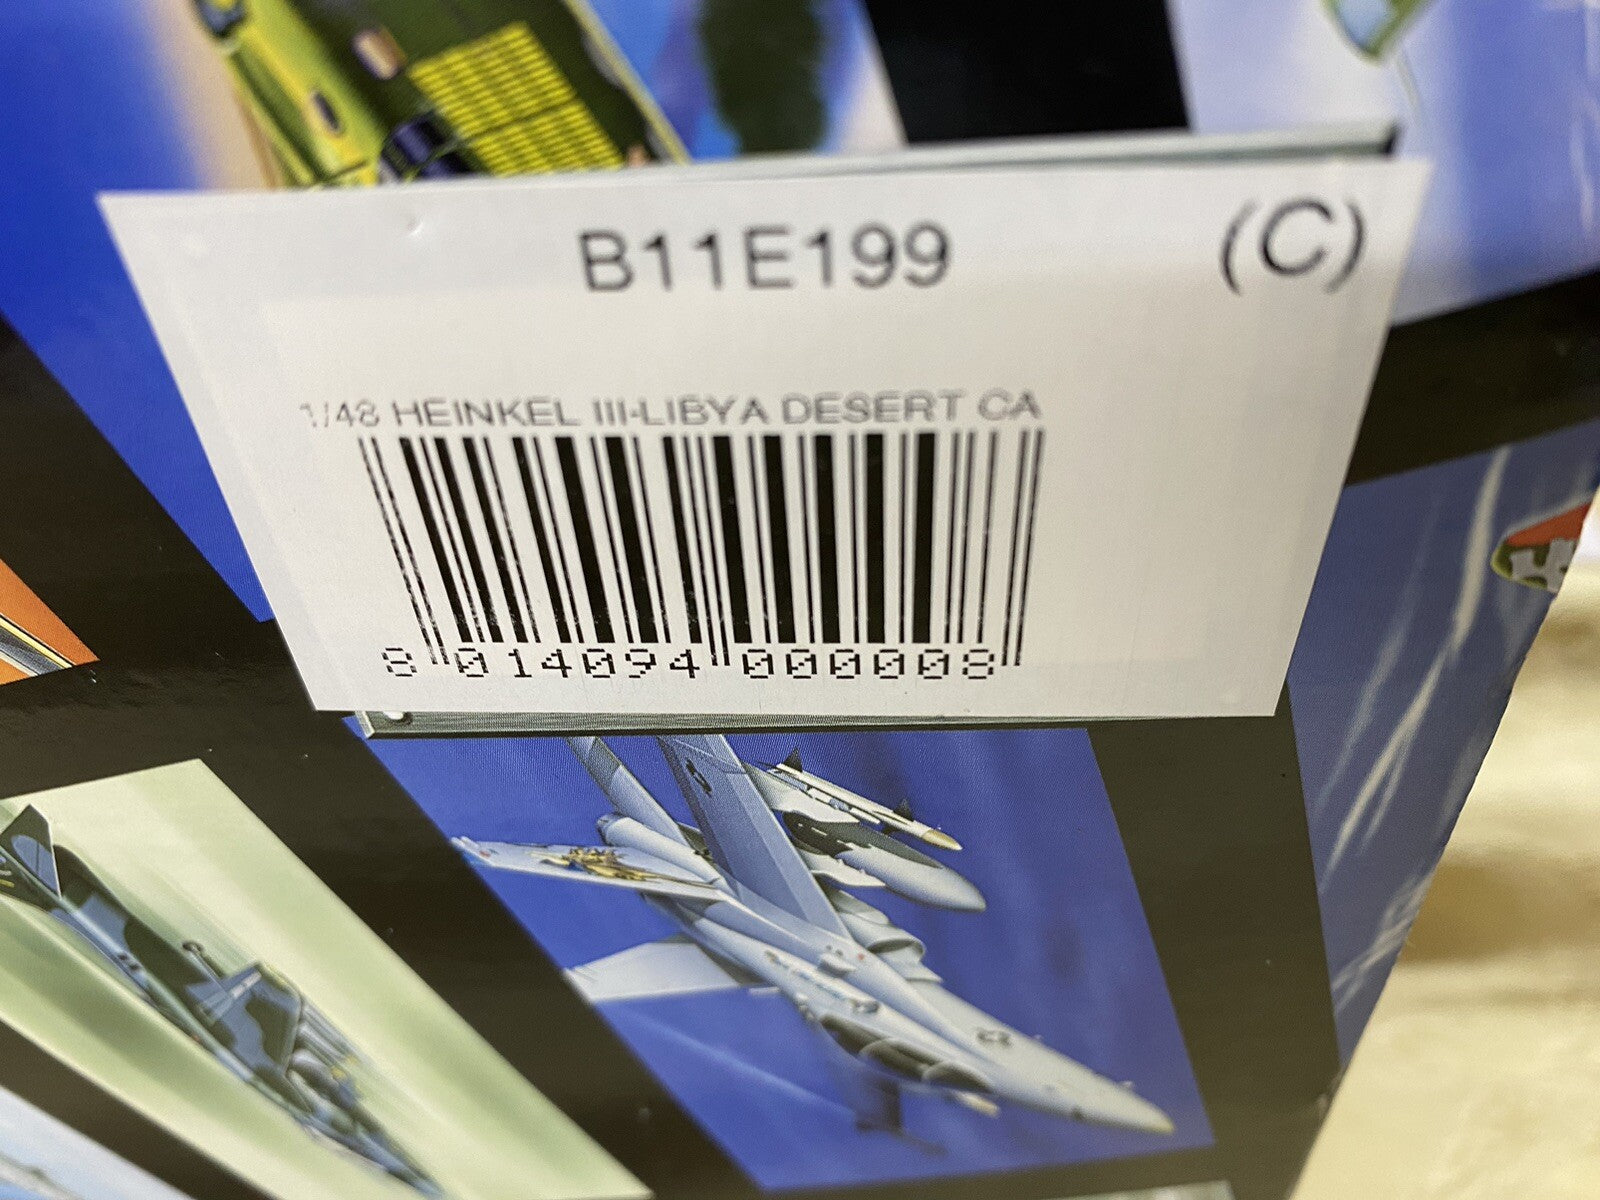 B11E199
(C)
1/48 HEINKEL III-LIBYA DESERT CA
8 014094 000008